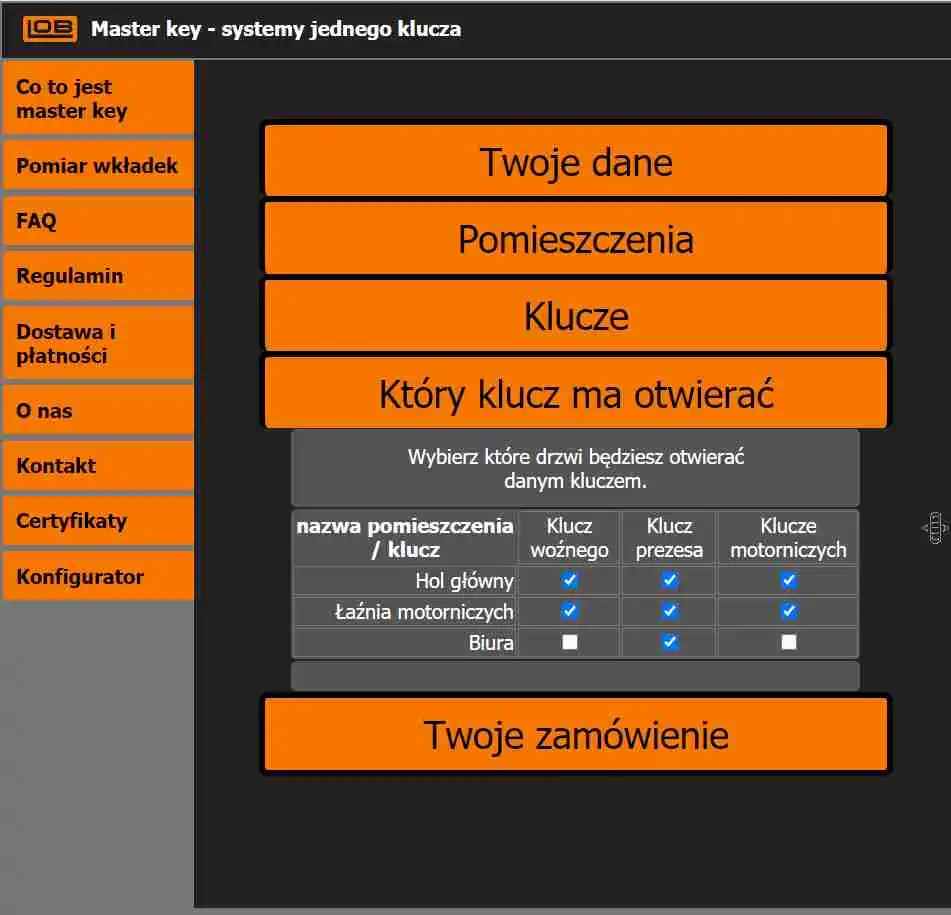 LOB Master key - systemy jednego klucza
Co to jest
master key
Pomiar wkładek
FAQ
Regulamin
Dostawa i
płatności
O nas
Kontakt
Certyfikaty
Konfigurator
Twoje dane
Pomieszczenia
Klucze
Który klucz ma otwierać
Wybierz które drzwi będziesz otwierać
danym kluczem.
nazwa pomieszczenia
/ klucz
Klucz
woźnego
Klucz
prezesa
Klucze
motorniczych
Hol główny
Łaźnia motorniczych
Biura
Twoje zamówienie